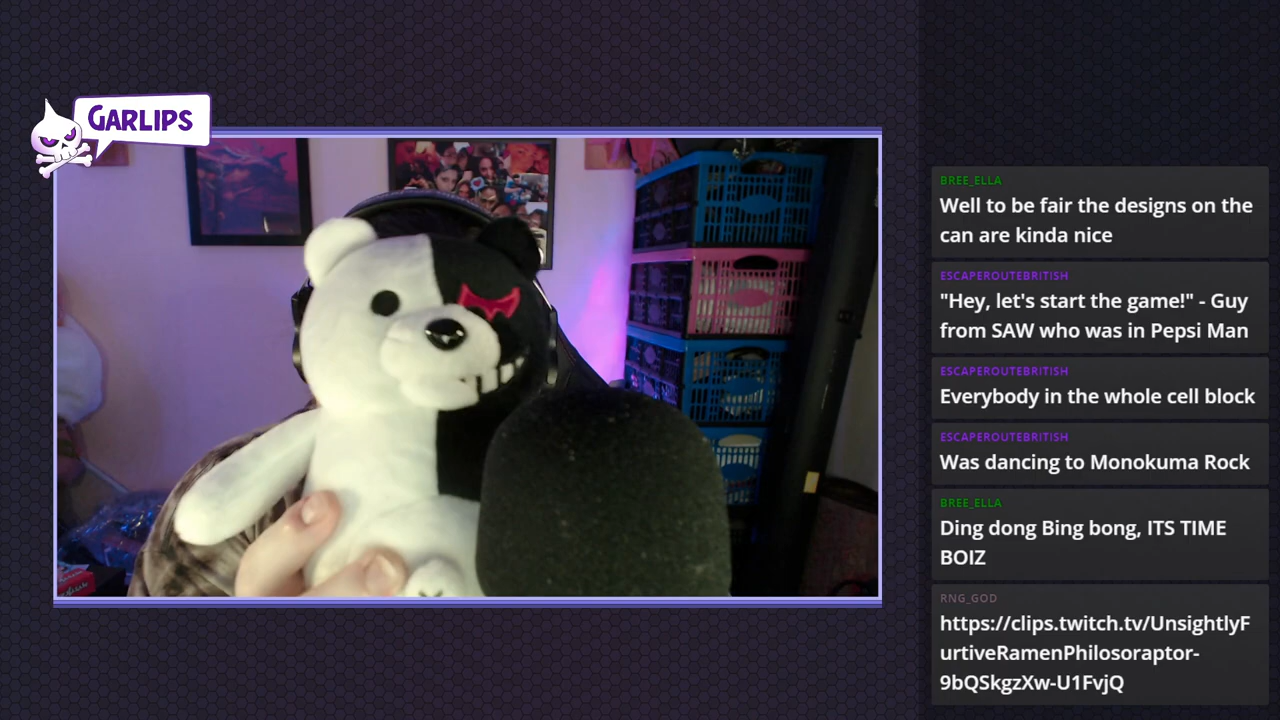 GARLIPS
BREE_ELLA
Well to be fair the designs on the
can are kinda nice
ESCAPEROUTEBRITISH
"Hey, let's start the game!" - Guy
from SAW who was in Pepsi Man
ESCAPEROUTEBRITISH
Everybody in the whole cell block
ESCAPEROUTEBRITISH
Was dancing to Monokuma Rock
BREE_ELLA
Ding dong Bing bong, ITS TIME
BOIZ
RNG_GOD
https://clips.twitch.tv/UnsightlyF
urtiveRamenPhilosoraptor-
9bQSkgzXw-U1FvjQ